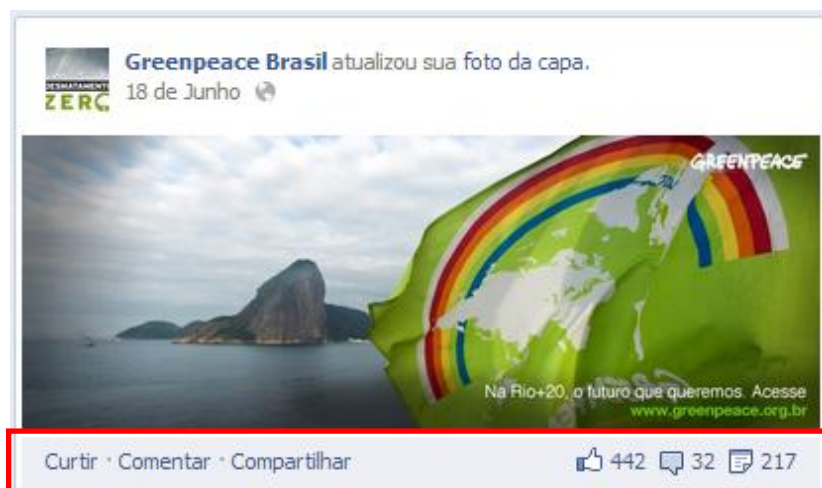 Greenpeace Brasil atualizou sua foto da capa.
18 de Junho
DESMATAMENTO
ZERO
GREENPEACE
Na Rio+20, o futuro que queremos. Acesse
www.greenpeace.org.br
Curtir · Comentar · Compartilhar
442 32 217